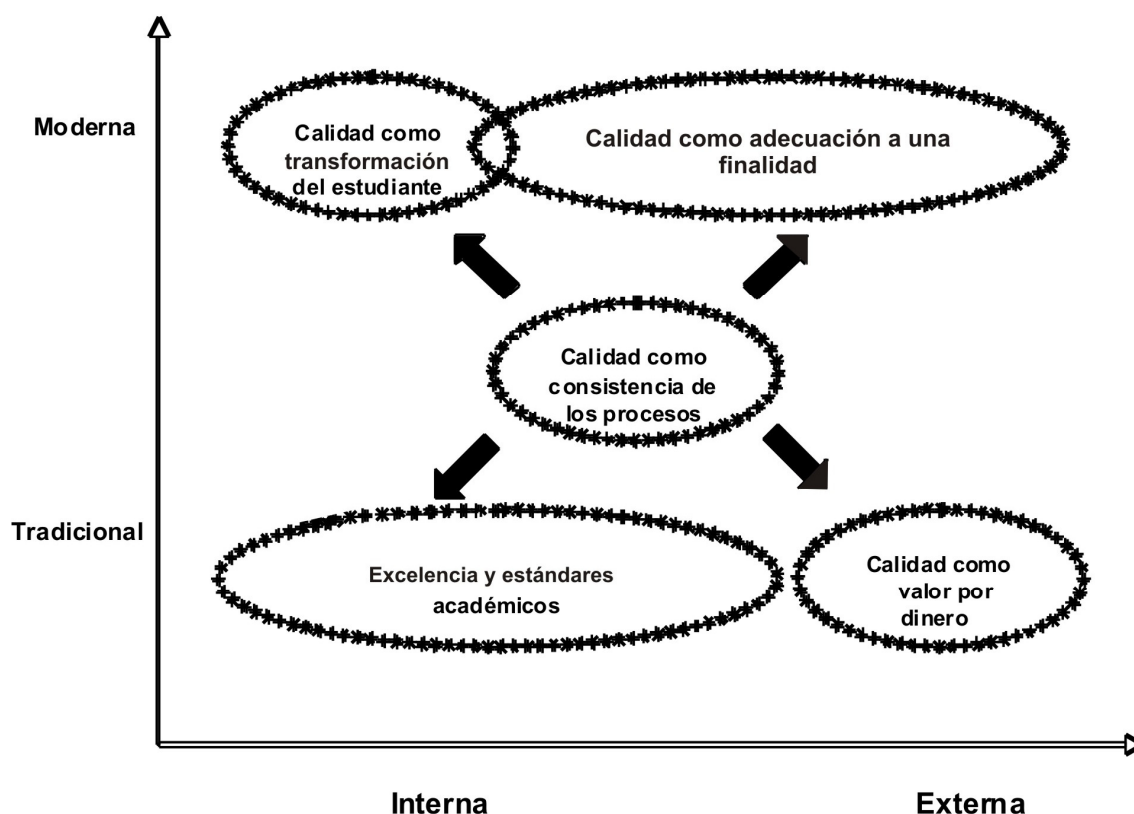 Moderna
Calidad como
transformación
del estudiante
Calidad como adecuación a una
finalidad
Calidad como
consistencia de
los procesos
Tradicional
Excelencia y estándares
académicos
Calidad como
valor por
dinero
Interna
Externa